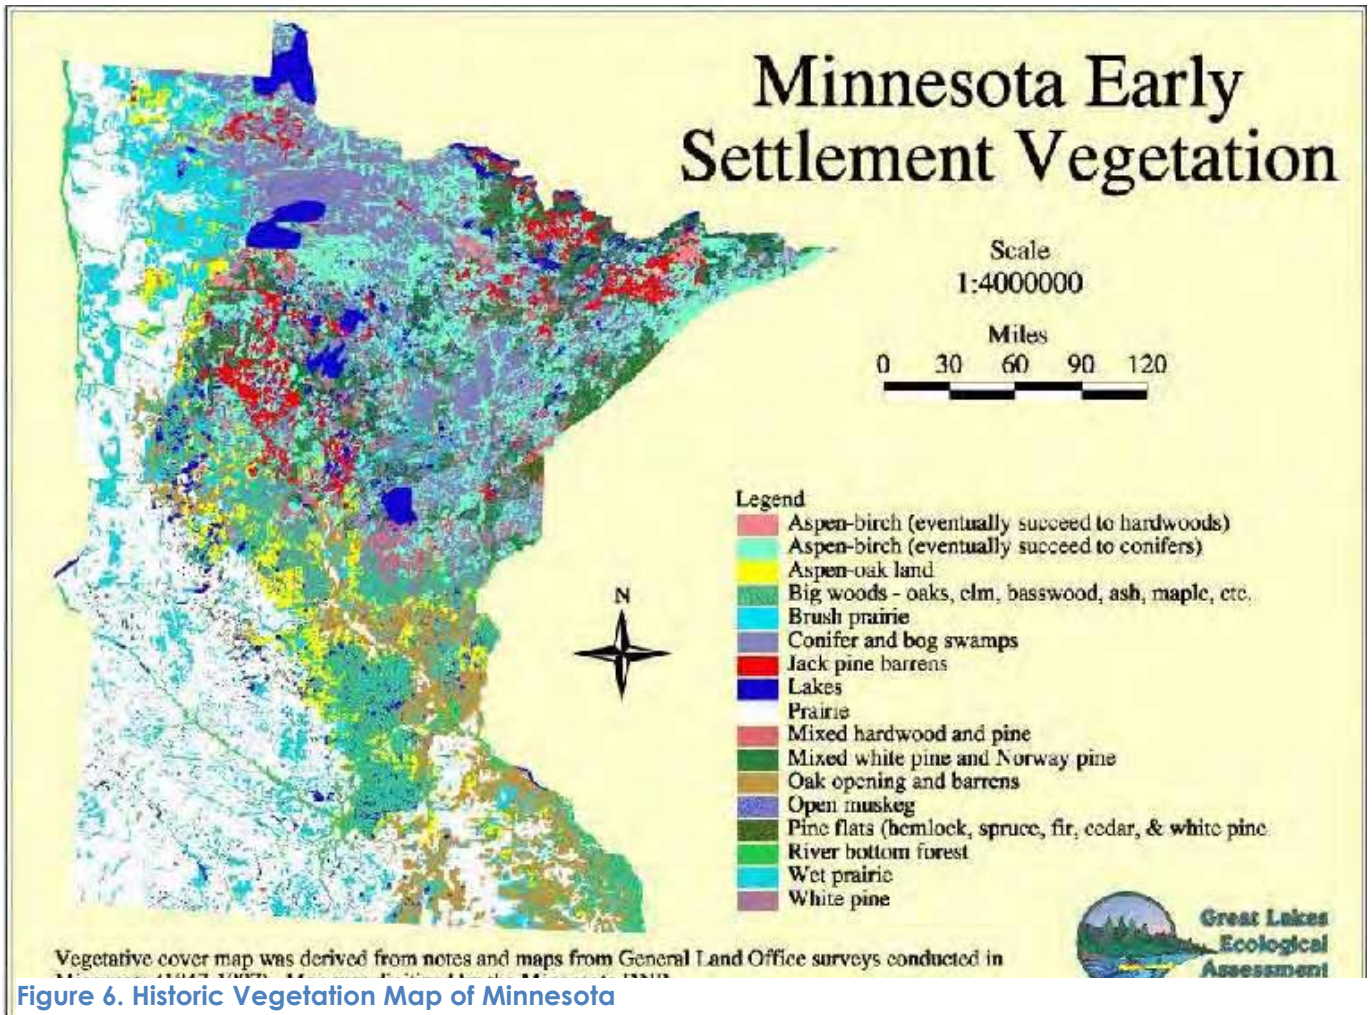 Minnesota Early
Settlement Vegetation
Scale
1:4000000
Miles
0 30 60 90 120
Legend
Aspen-birch (eventually succeed to hardwoods)
Aspen-birch (eventually succeed to conifers)
Aspen-oak land
Big woods - oaks, elm, basswood, ash, maple, etc.
Brush prairie
Conifer and bog swamps
Jack pine barrens
Lakes
Prairie
Mixed hardwood and pine
Mixed white pine and Norway pine
Oak opening and barrens
Open muskeg
Pine flats (hemlock, spruce, fir, cedar, & white pine
River bottom forest
Wet prairie
White pine
N
Great Lakes
Ecological
Assessment
Vegetative cover map was derived from notes and maps from General Land Office surveys conducted in
Figure 6. Historic Vegetation Map of Minnesota